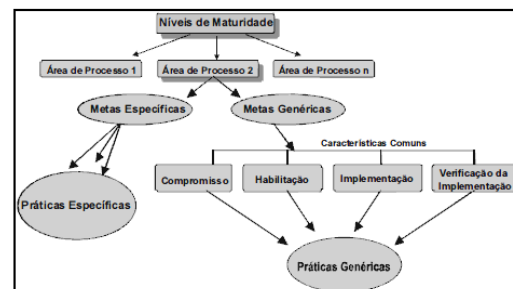 Níveis de Maturidade
Área de Processo 1
Área de Processo 2
Área de Processo n
Metas Específicas
Metas Genéricas
Características Comuns
Compromisso
Habilitação
Implementação
Verificação da
Implementação
Práticas Específicas
Práticas Genéricas